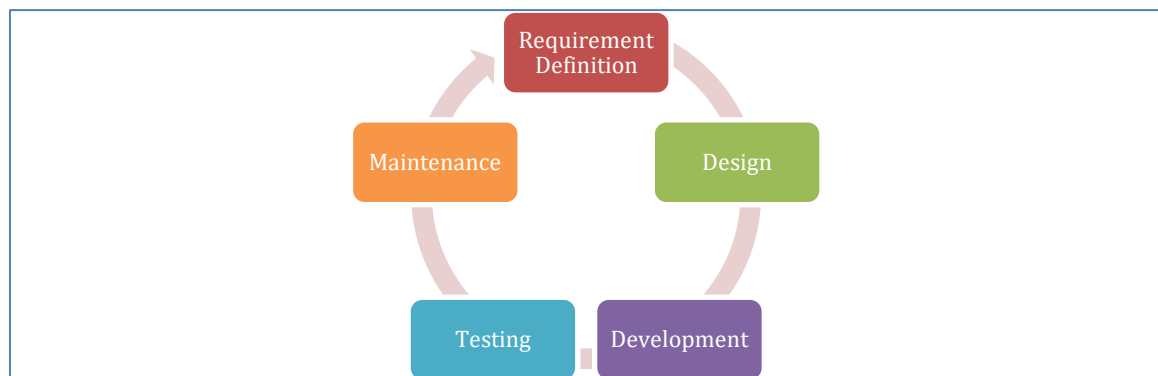 Requirement
Definition
Maintenance
Design
Testing
Development